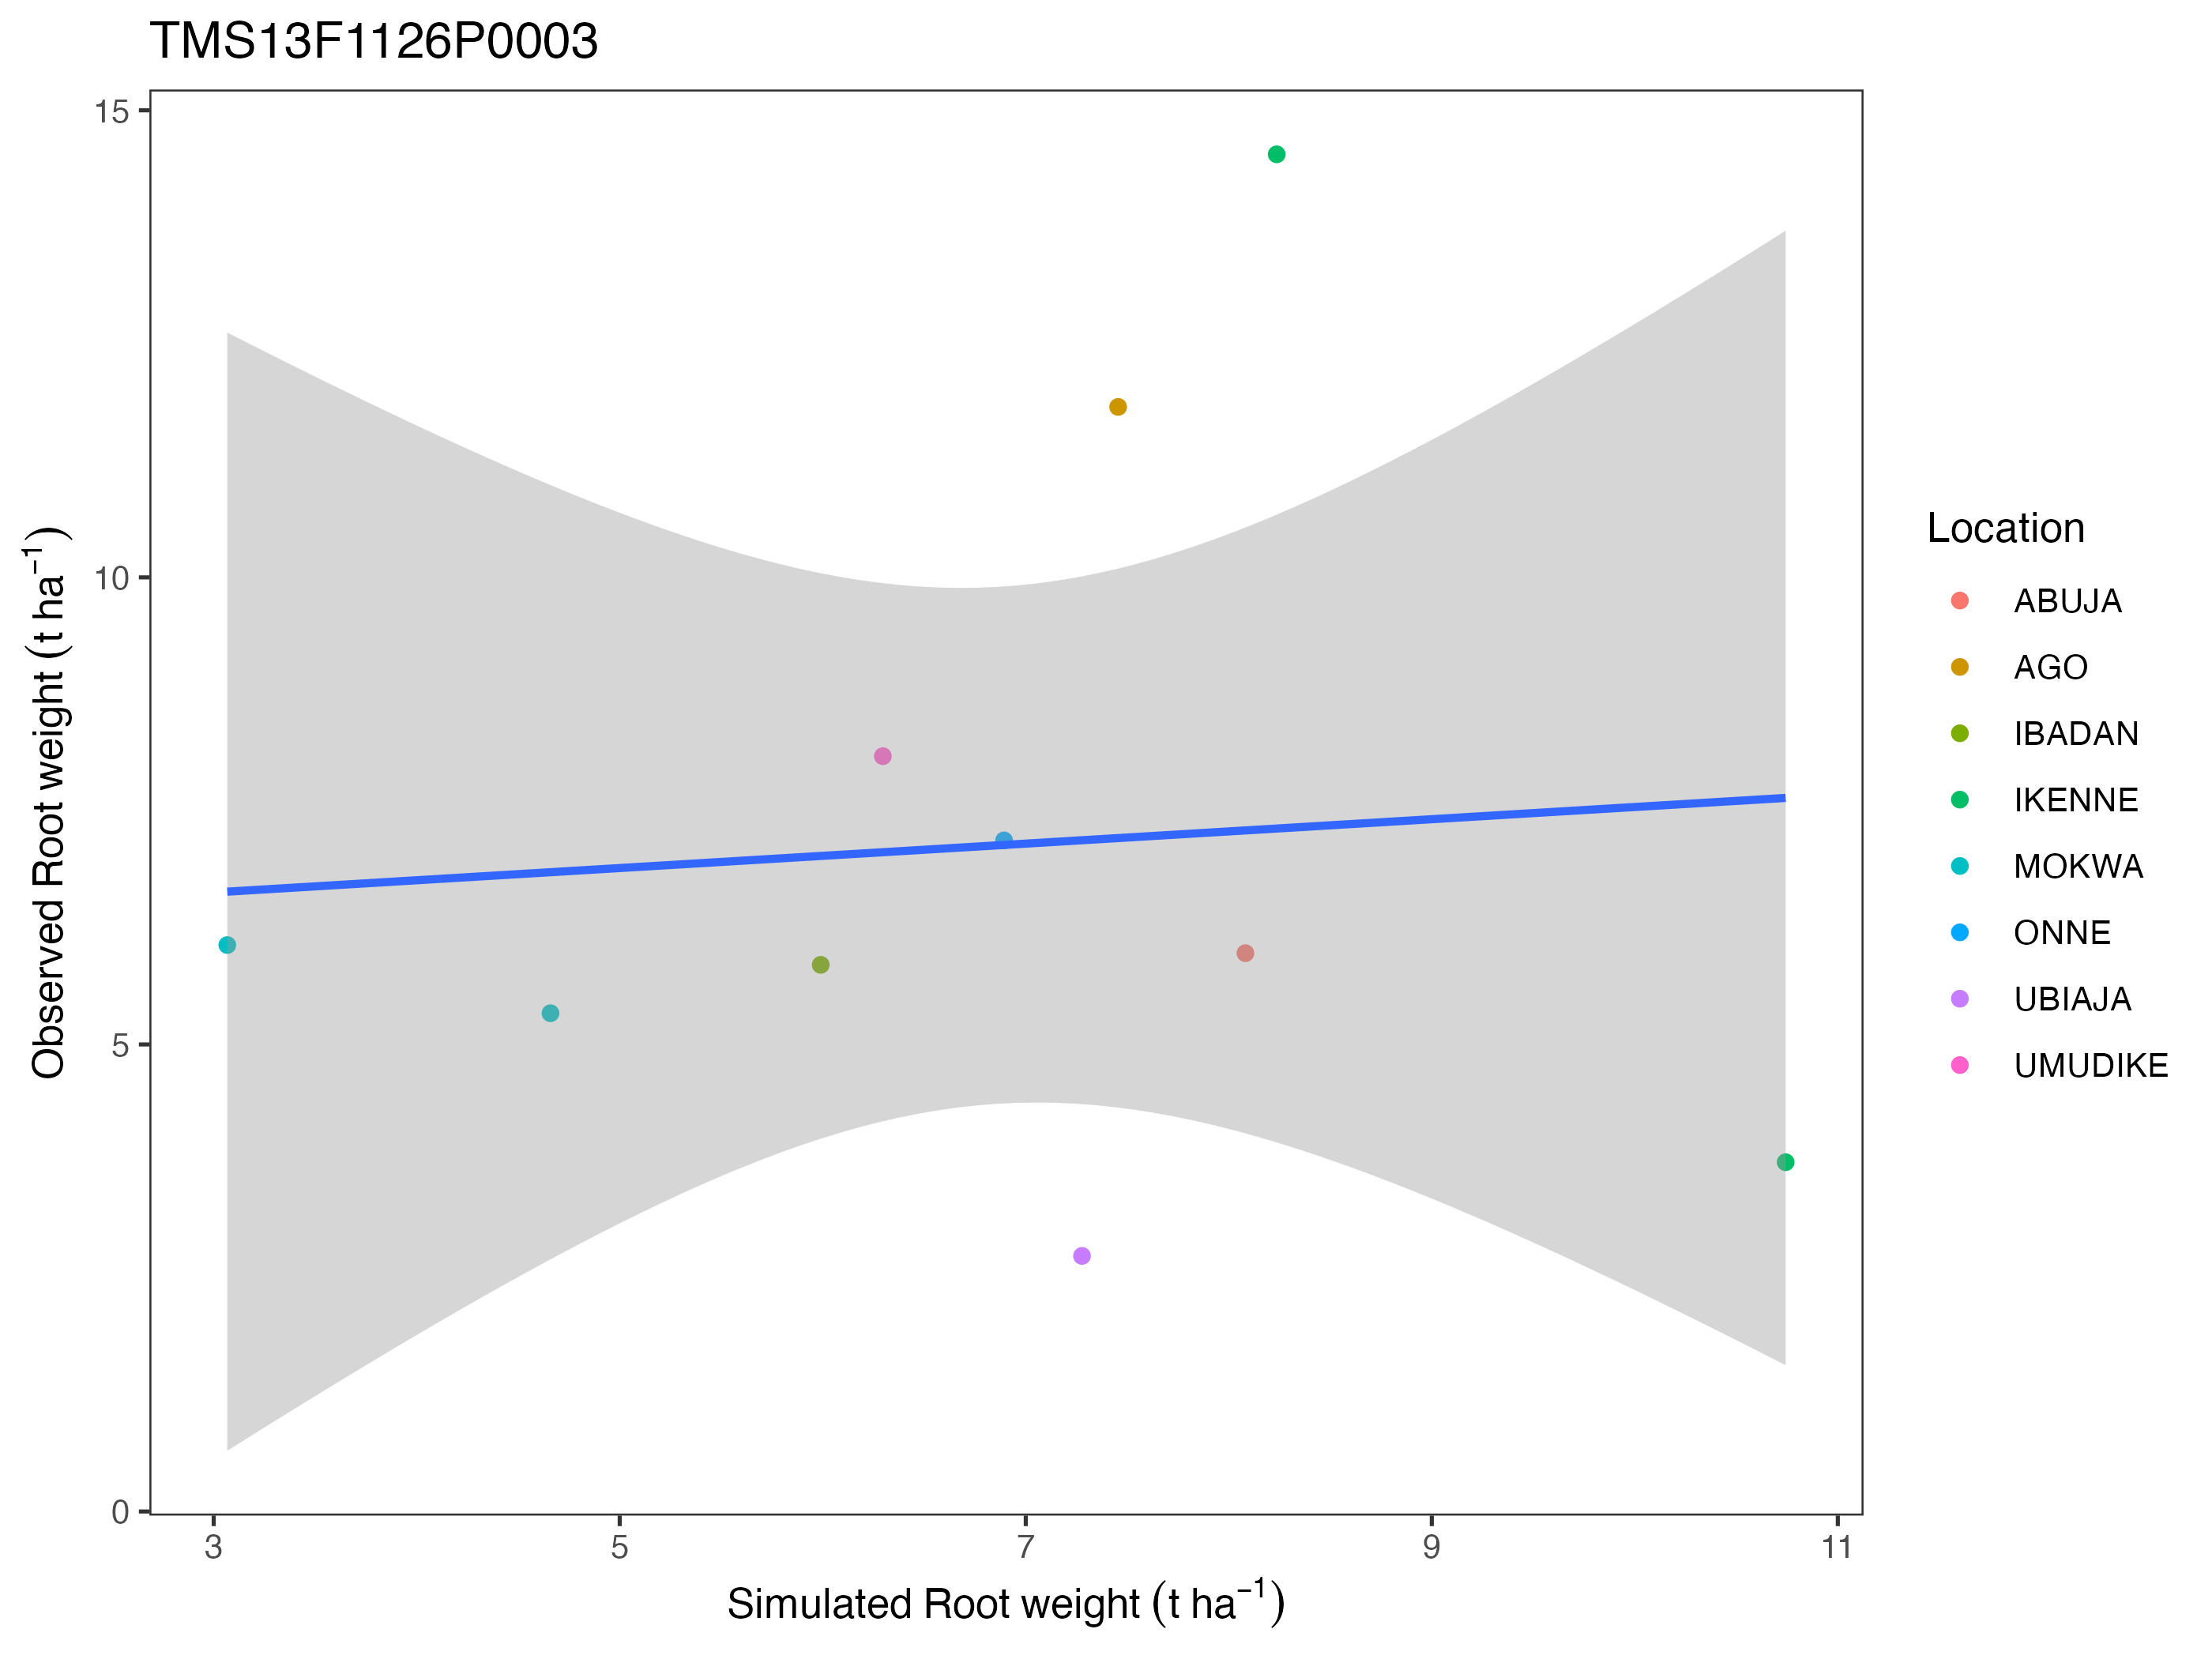 TMS13F1126P0003
15
10
5
0
Observed Root weight (t ha⁻¹)
3 5 7 9 11
Simulated Root weight (t ha⁻¹)
Location
ABUJA
AGO
IBADAN
IKENNE
MOKWA
ONNE
UBIAJA
UMUDIKE